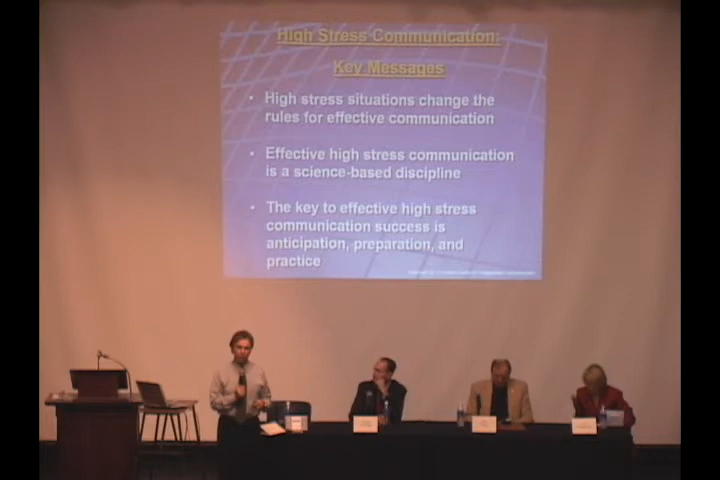 High Stress Communication:
Key Messages
• High stress situations change the
rules for effective communication
• Effective high stress communication
is a science-based discipline
• The key to effective high stress
communication success is
anticipation, preparation, and
practice